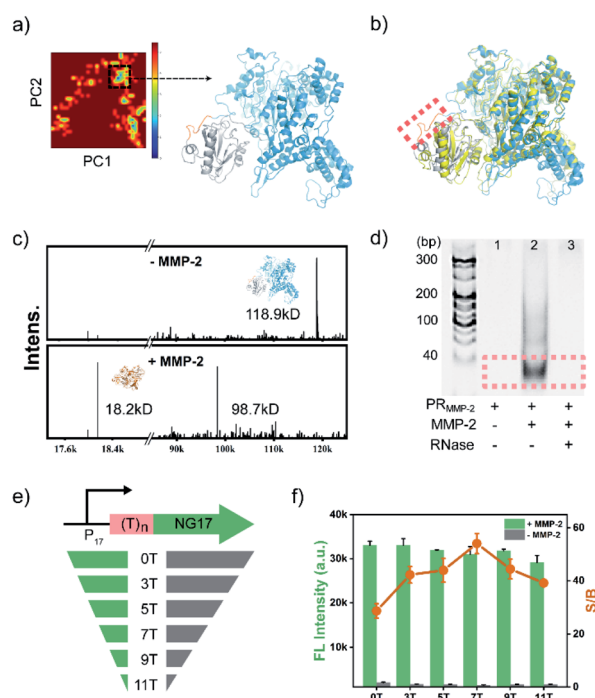 a)
PC2
PC1
b)
c)
Intens.
- MMP-2
118.9kD
+ MMP-2
18.2kD
98.7kD
17.6k 18.4k 90k 100k 110k 120k
d)
(bp) 1 2 3
300
200
100
40
PRMMP-2 + + +
MMP-2 - + +
RNase - - +
e)
P17 (T)n NG17
0T
3T
5T
7T
9T
11T
f)
FL Intensity (a.u.)
40k
30k
20k
10k
+ MMP-2
- MMP-2
60
40
20
0
S/B
0T 3T 5T 7T 9T 11T